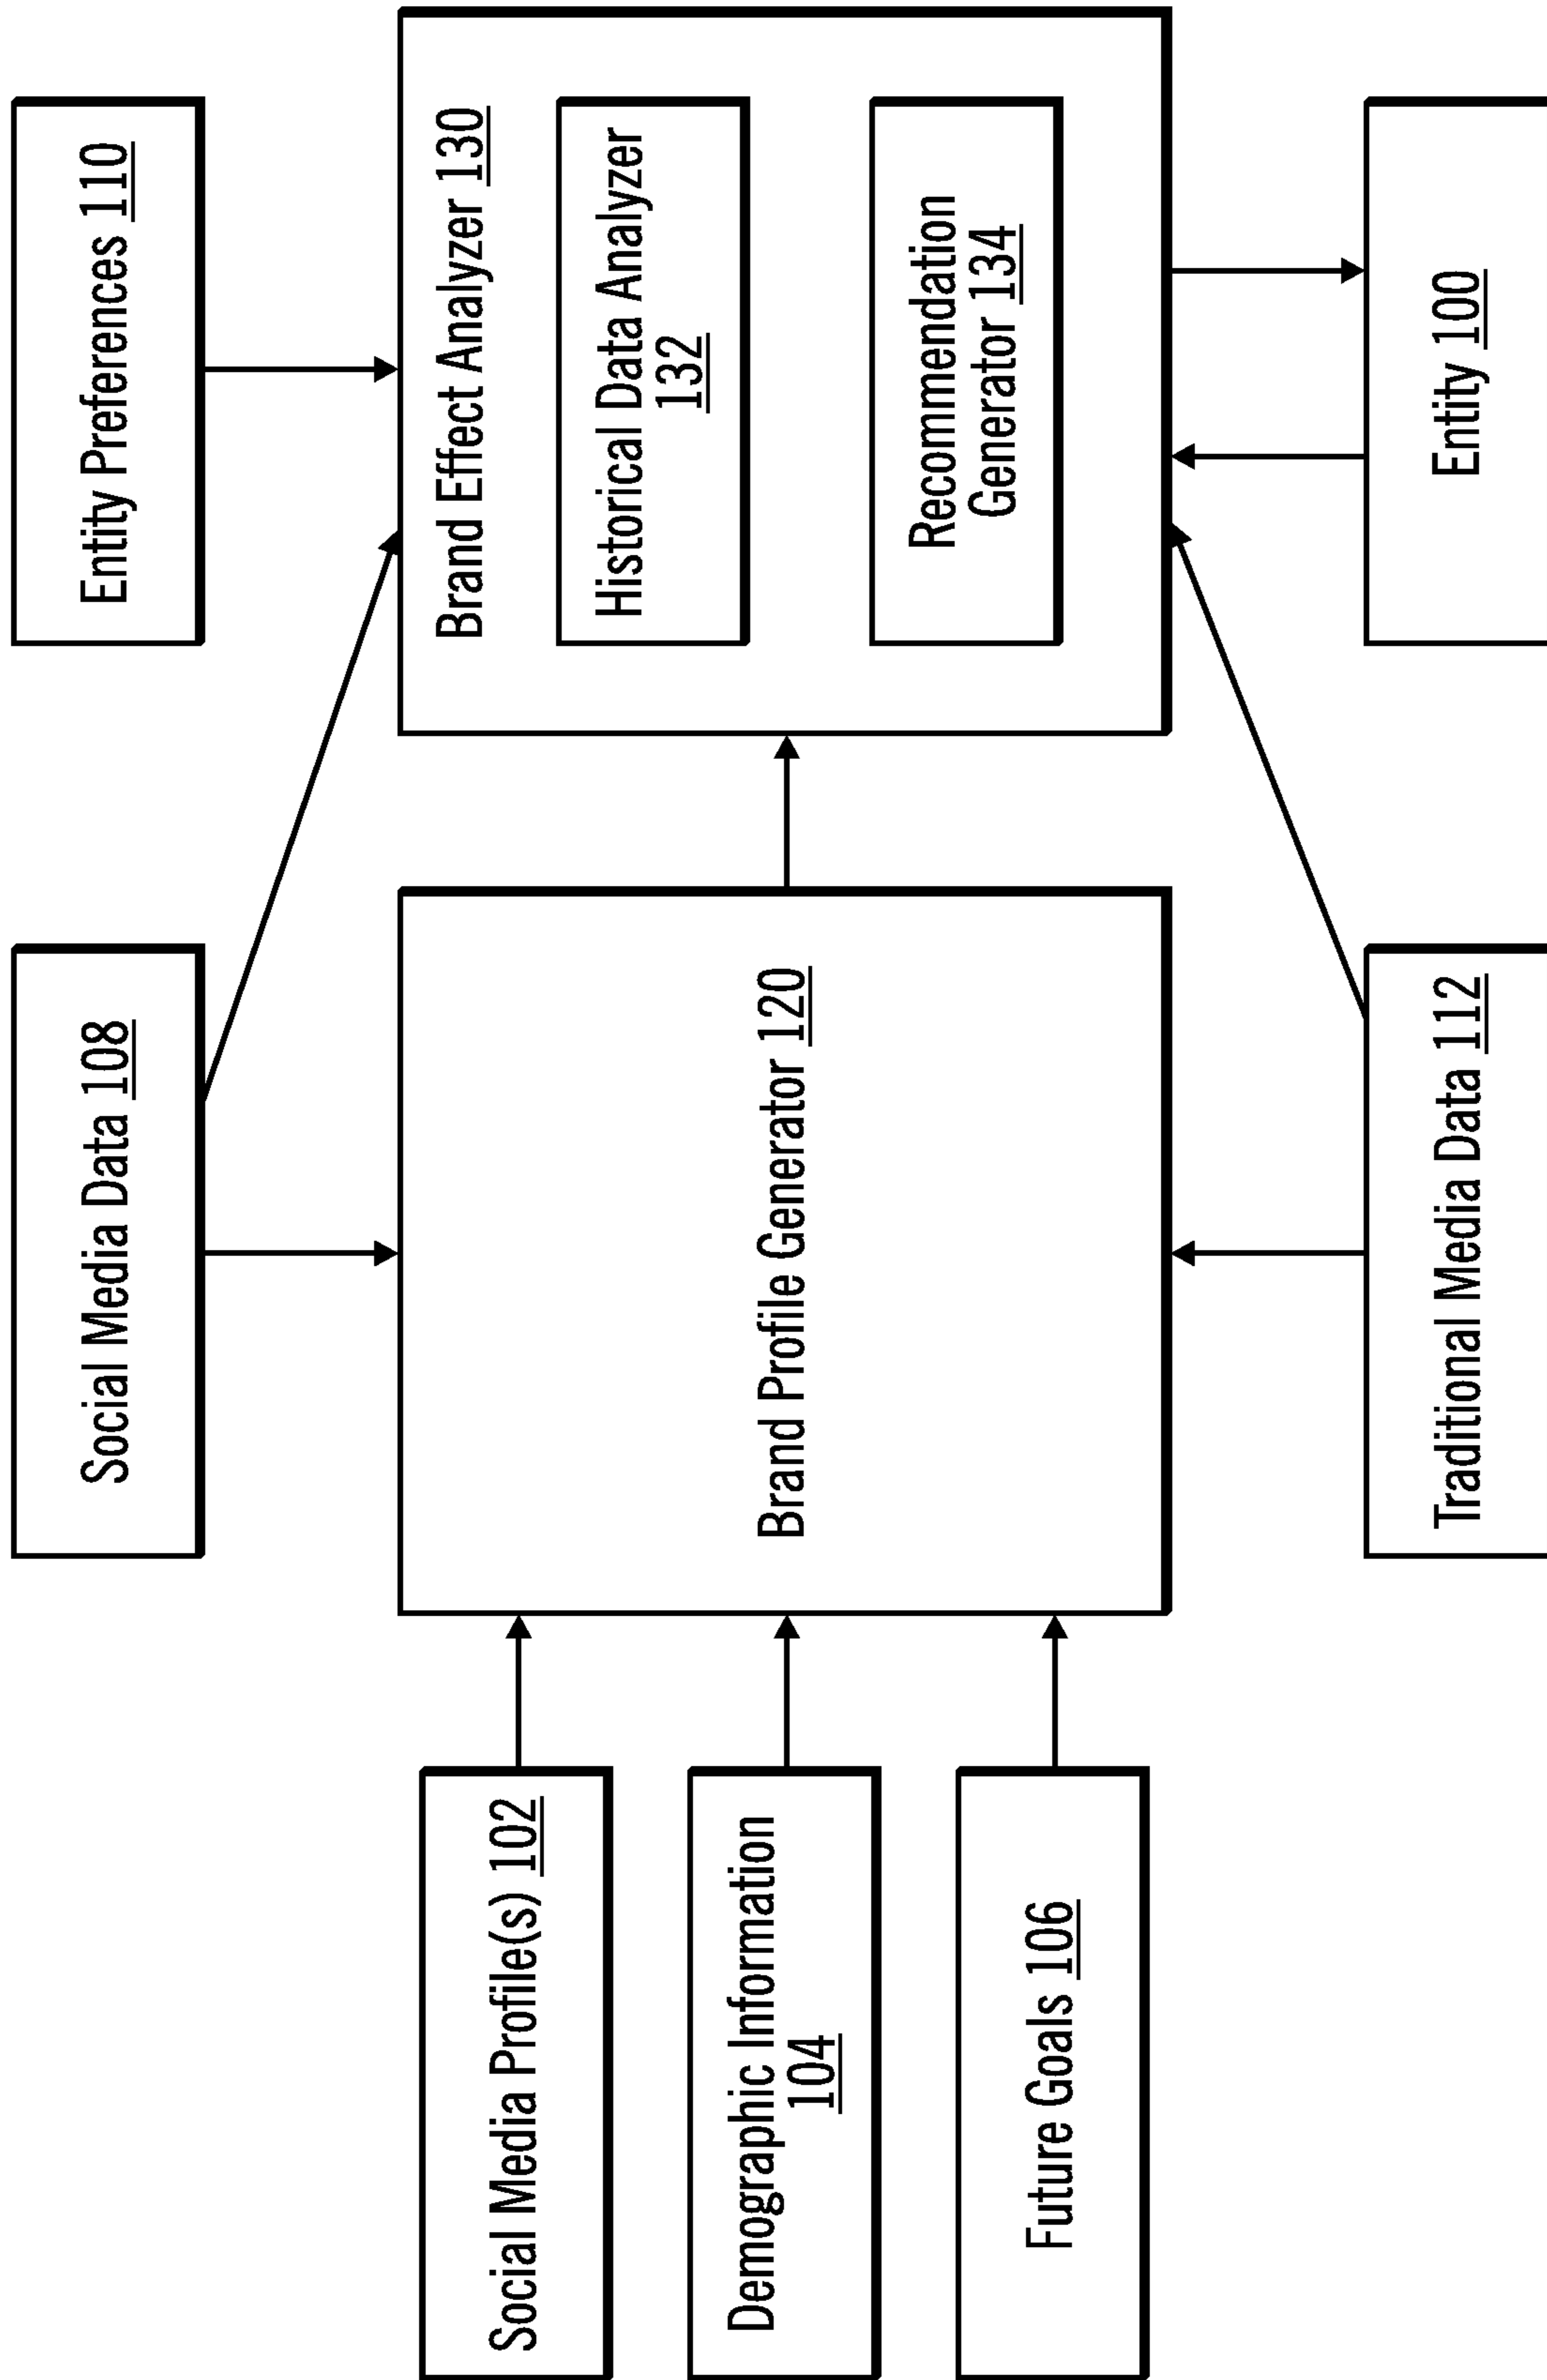 Social Media Data 108
Entity Preferences 110
Social Media Profile(s) 102
Demographic Information
104
Future Goals 106
Brand Profile Generator 120
Brand Effect Analyzer 130
Historical Data Analyzer
132
Recommendation
Generator 134
Traditional Media Data 112
Entity 100